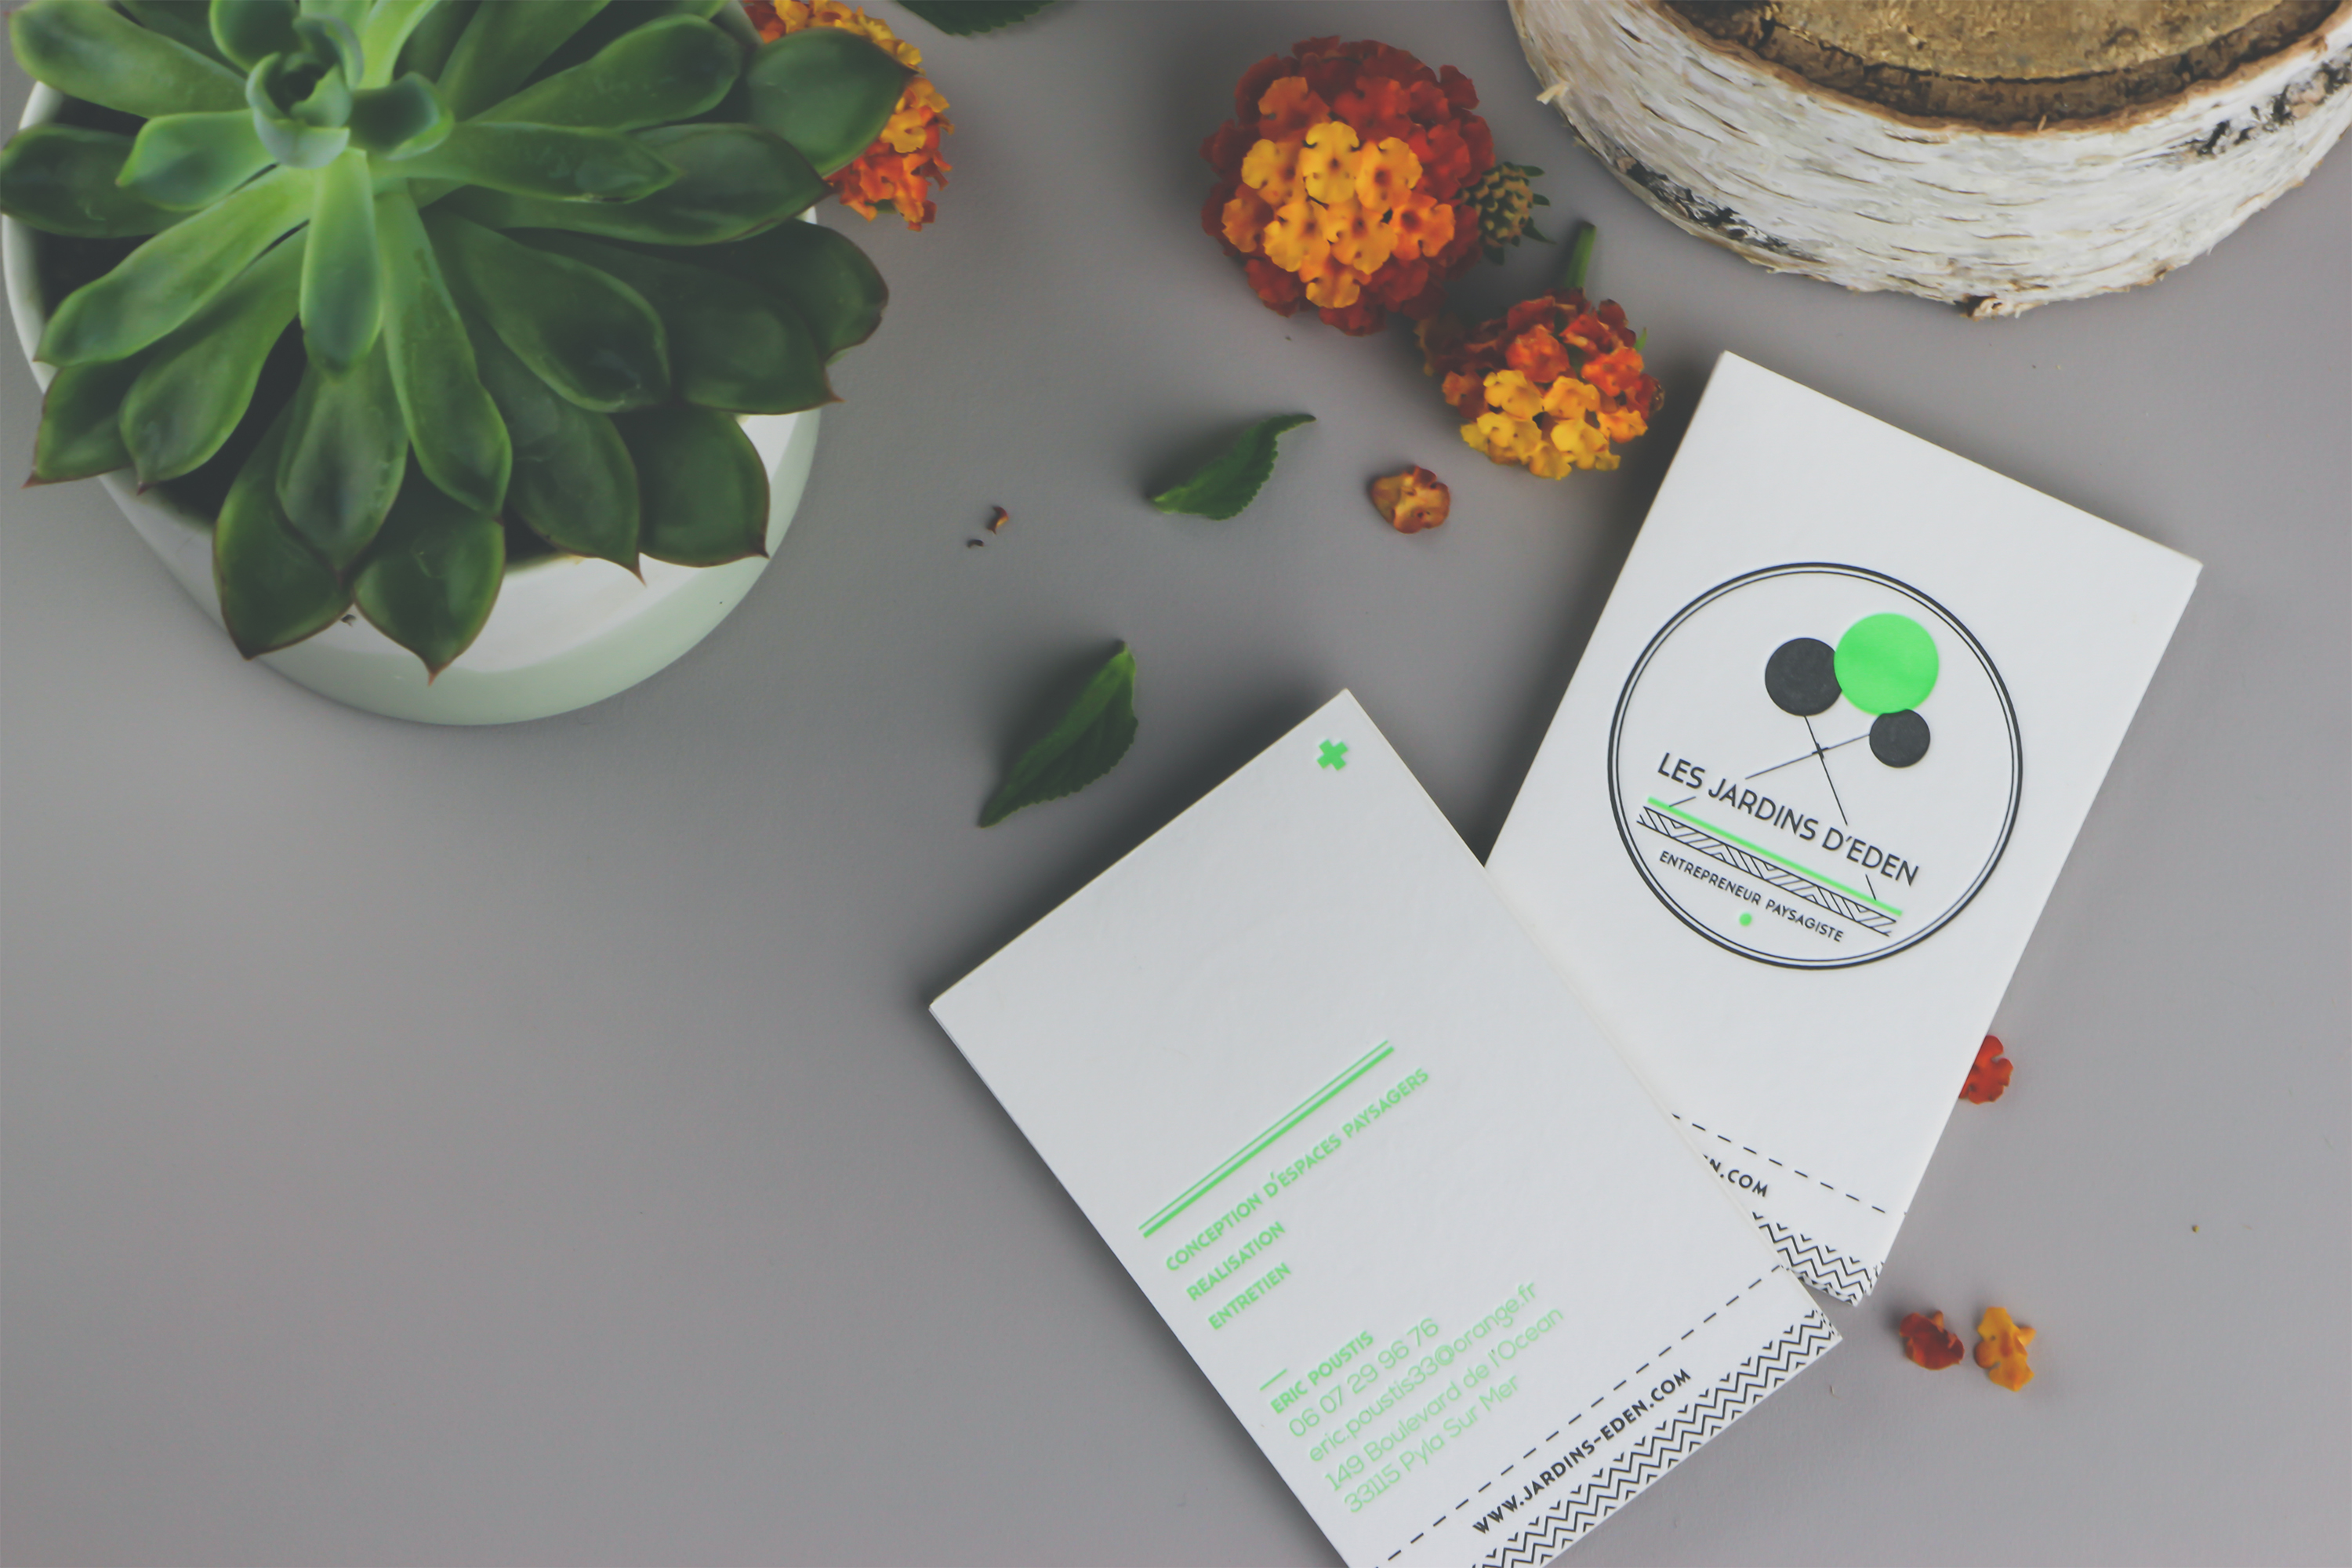 LES JARDINS D'EDEN
ENTREPRENEUR PAYSAGISTE
N.COM
CONCEPTION D'ESPACES PAYSAGERS
REALISATION
ENTRETIEN
ERIC POUSTIS
06 07 29 96 76
eric.poustis33@orange.fr
149 Boulevard de l'Ocean
33115 Pyla Sur Mer
WWW.JARDINS-EDEN.COM